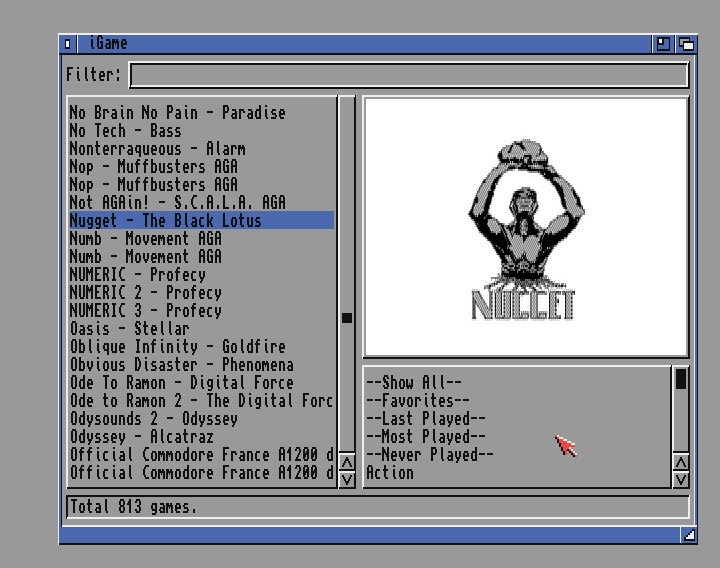 iGame
Filter:
No Brain No Pain - Paradise
No Tech - Bass
Nonterraqueous - Alarm
Nop - Muffbusters AGA
Nop - Muffbusters AGA
Not AGAin! - S.C.A.L.A. AGA
Nugget - The Black Lotus
Numb - Movement AGA
Numb - Movement AGA
NUMERIC - Profecy
NUMERIC 2 - Profecy
NUMERIC 3 - Profecy
Oasis - Stellar
Oblique Infinity - Goldfire
Obvious Disaster - Phenomena
Ode To Ramon - Digital Force
Ode to Ramon 2 - The Digital Forc
Odysounds 2 - Odyssey
Odyssey - Alcatraz
Official Commodore France A1200 d
Official Commodore France A1200 d
NUGGET
--Show All--
--Favorites--
--Last Played--
--Most Played--
--Never Played--
Action
Total 813 games.